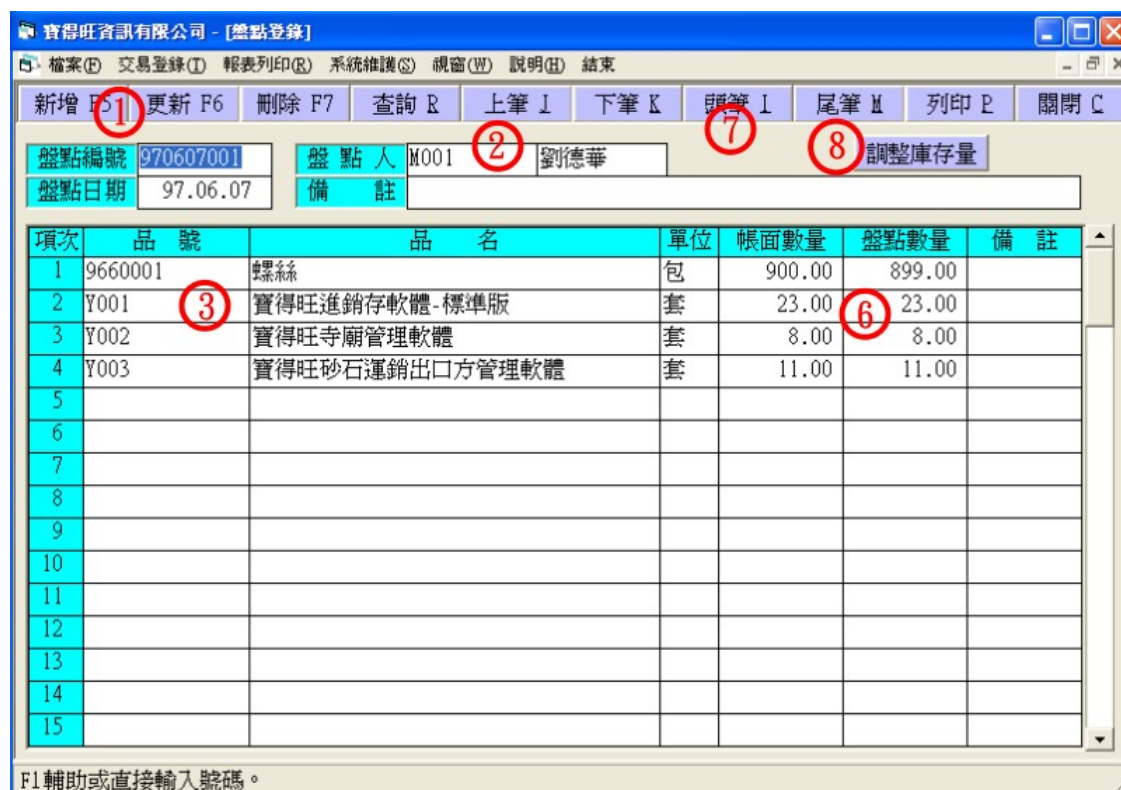 寶得旺資訊有限公司 - [盤點登錄]
檔案(F) 交易登錄(T) 報表列印(R) 系統維護(S) 視窗(W) 說明(H) 結束
新增 F5 更新 F6 刪除 F7 查詢 R 上筆 J 下筆 K 頭筆 I 尾筆 M 列印 P 關閉 C
① ② ⑦ ⑧
盤點編號 970607001 盤 點 人 M001 劉德華 調整庫存量
盤點日期 97.06.07 備 註
項次 品 號 品 名 單位 帳面數量 盤點數量 備 註
1 9660001 螺絲 包 900.00 899.00
2 Y001 ③ 寶得旺進銷存軟體-標準版 套 23.00 ⑥ 23.00
3 Y002 寶得旺寺廟管理軟體 套 8.00 8.00
4 Y003 寶得旺砂石運銷出口方管理軟體 套 11.00 11.00
5
6
7
8
9
10
11
12
13
14
15
F1輔助或直接輸入號碼。